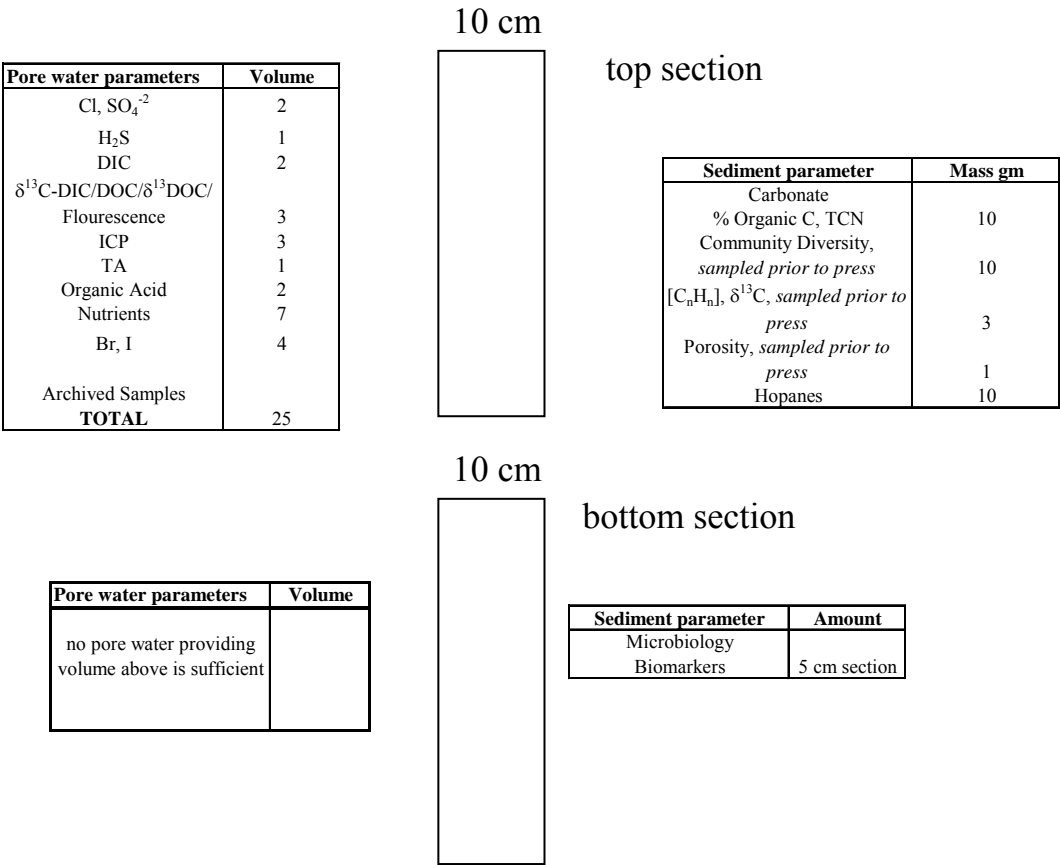 10 cm
top section
Pore water parameters Volume
Cl, SO₄⁻² 2
H₂S 1
DIC 2
δ¹³C-DIC/DOC/δ¹³DOC/
Flourescence 3
ICP 3
TA 1
Organic Acid 2
Nutrients 7
Br, I 4
Archived Samples
TOTAL 25
Sediment parameter Mass gm
Carbonate
% Organic C, TCN 10
Community Diversity,
sampled prior to press 10
[CₙHₙ], δ¹³C, sampled prior to
press 3
Porosity, sampled prior to
press 1
Hopanes 10
10 cm
bottom section
Pore water parameters Volume
no pore water providing
volume above is sufficient
Sediment parameter Amount
Microbiology
Biomarkers 5 cm section